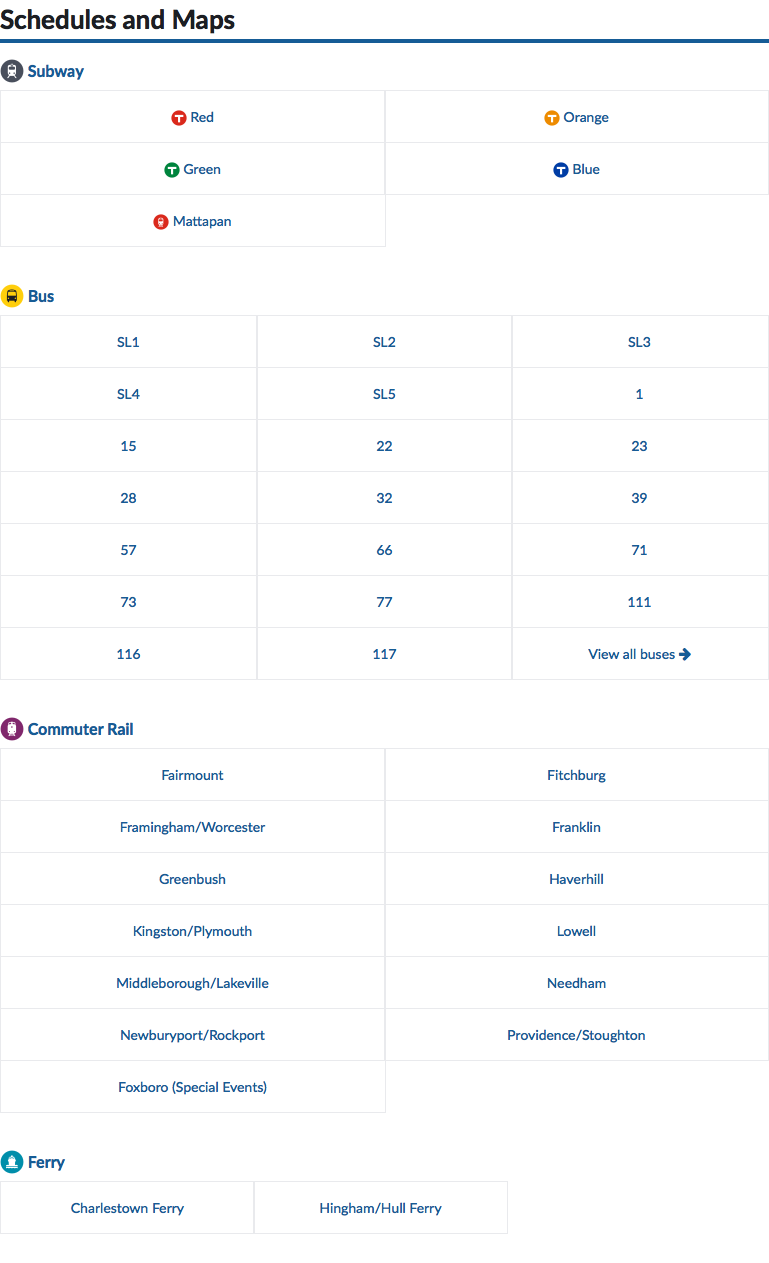 Schedules and Maps
Subway
Red Orange
Green Blue
Mattapan
Bus
SL1 SL2 SL3
SL4 SL5 1
15 22 23
28 32 39
57 66 71
73 77 111
116 117 View all buses
Commuter Rail
Fairmount Fitchburg
Framingham/Worcester Franklin
Greenbush Haverhill
Kingston/Plymouth Lowell
Middleborough/Lakeville Needham
Newburyport/Rockport Providence/Stoughton
Foxboro (Special Events)
Ferry
Charlestown Ferry Hingham/Hull Ferry